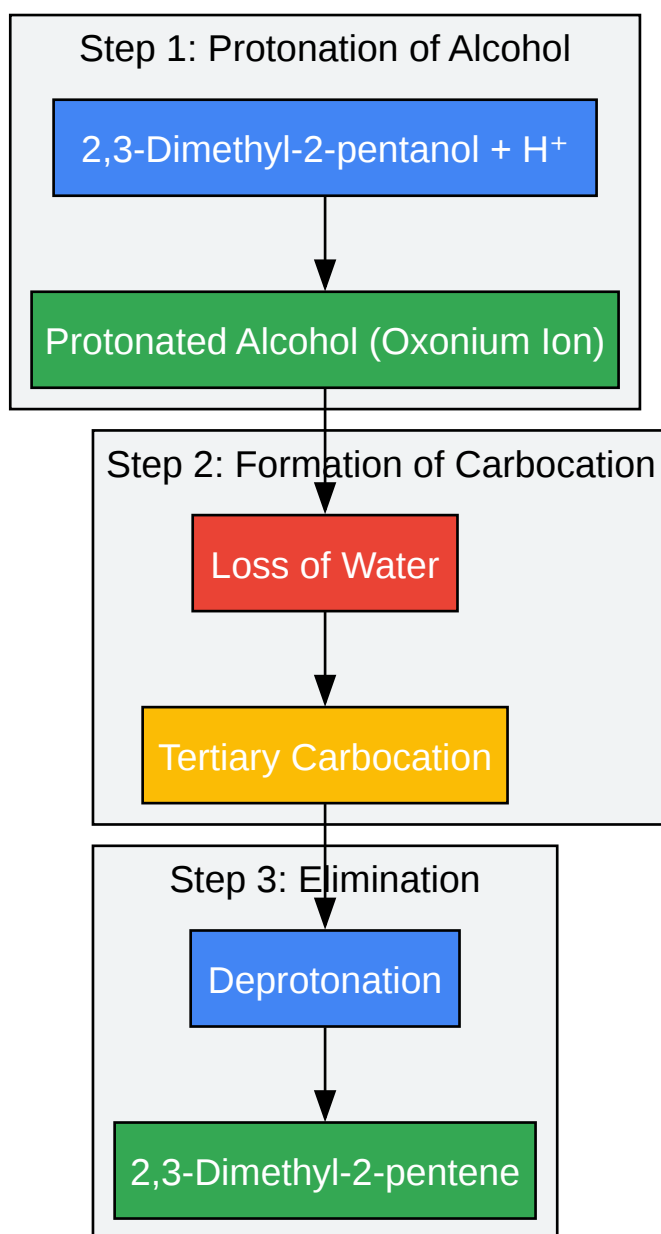 Step 1: Protonation of Alcohol
2,3-Dimethyl-2-pentanol + H⁺
Protonated Alcohol (Oxonium Ion)
Step 2: Formation of Carbocation
Loss of Water
Tertiary Carbocation
Step 3: Elimination
Deprotonation
2,3-Dimethyl-2-pentene